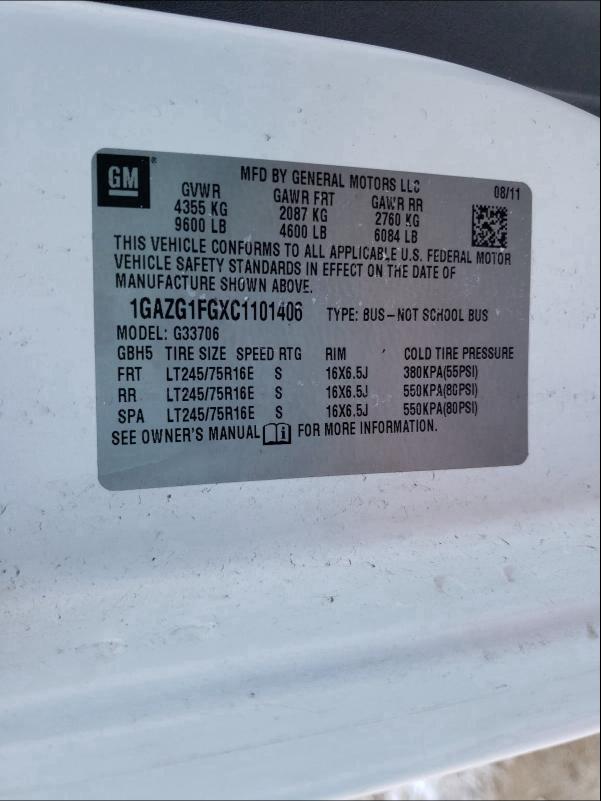 GM
MFD BY GENERAL MOTORS LLC
08/11
GVWR GAWR FRT GAWR RR
4355 KG 2087 KG 2760 KG
9600 LB 4600 LB 6084 LB
THIS VEHICLE CONFORMS TO ALL APPLICABLE U.S. FEDERAL MOTOR
VEHICLE SAFETY STANDARDS IN EFFECT ON THE DATE OF
MANUFACTURE SHOWN ABOVE.
1GAZG1FGXC1101406 TYPE: BUS-NOT SCHOOL BUS
MODEL: G33706
GBH5 TIRE SIZE SPEED RTG RIM COLD TIRE PRESSURE
FRT LT245/75R16E S 16X6.5J 380KPA(55PSI)
RR LT245/75R16E S 16X6.5J 550KPA(80PSI)
SPA LT245/75R16E S 16X6.5J 550KPA(80PSI)
SEE OWNER'S MANUAL FOR MORE INFORMATION.